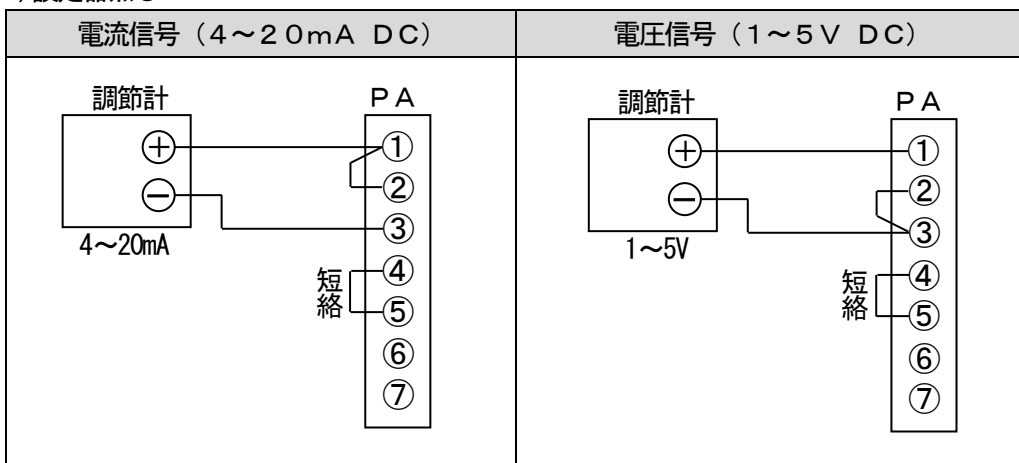 電流信号（４～２０ｍＡ ＤＣ）
電圧信号（１～５Ｖ ＤＣ）
調節計
ＰＡ
＋
－
①
②
③
④
⑤
⑥
⑦
4～20mA
短絡
調節計
ＰＡ
＋
－
①
②
③
④
⑤
⑥
⑦
1～5V
短絡